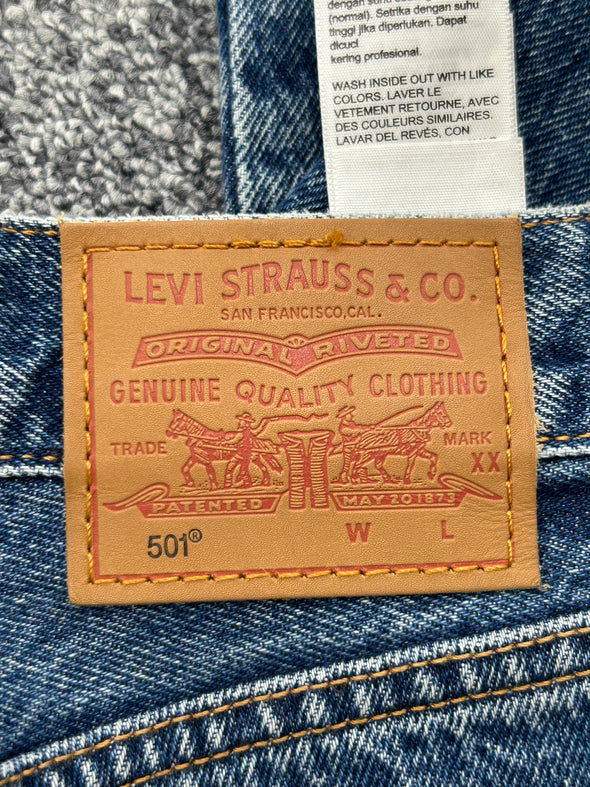 dengan suhu
(normal). Setrika dengan suhu
tinggi jika diperlukan. Dapat
dicuci
kering profesional.
WASH INSIDE OUT WITH LIKE
COLORS. LAVER LE
VETEMENT RETOURNE, AVEC
DES COULEURS SIMILAIRES.
LAVAR DEL REVÉS, CON
LEVI STRAUSS & CO.
SAN FRANCISCO, CAL.
ORIGINAL RIVETED
GENUINE QUALITY CLOTHING
TRADE MARK
XX
PATENTED MAY 20 1873
501® W L